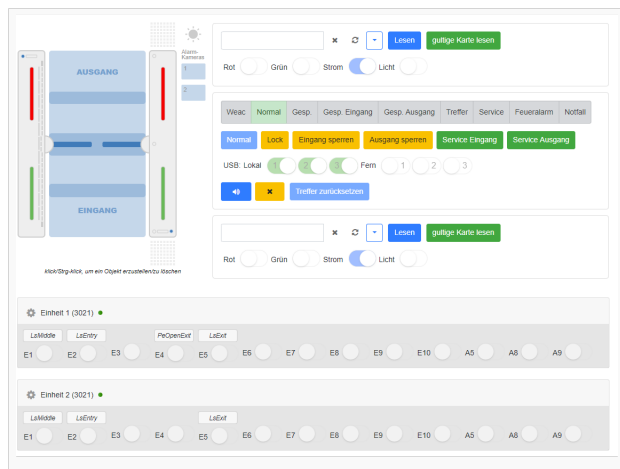 Alarm-
Kameras
1
2
AUSGANG
EINGANG
klick/Strg-klick, um ein Objekt erzustellen/zu löschen
Lesen gultige Karte lesen
Rot Grün Strom Licht
Weac Normal Gesp. Gesp. Eingang Gesp. Ausgang Treffer Service Feueralarm Notfall
Normal Lock Eingang sperren Ausgang sperren Service Eingang Service Ausgang
USB: Lokal 1 2 3 Fern 1 2 3
Treffer zurücksetzen
Lesen gultige Karte lesen
Rot Grün Strom Licht
Einheit 1 (3021)
LsMiddle LsEntry PeOpenExit LsExit
E1 E2 E3 E4 E5 E6 E7 E8 E9 E10 A5 A8 A9
Einheit 2 (3021)
LsMiddle LsEntry LsExit
E1 E2 E3 E4 E5 E6 E7 E8 E9 E10 A5 A8 A9